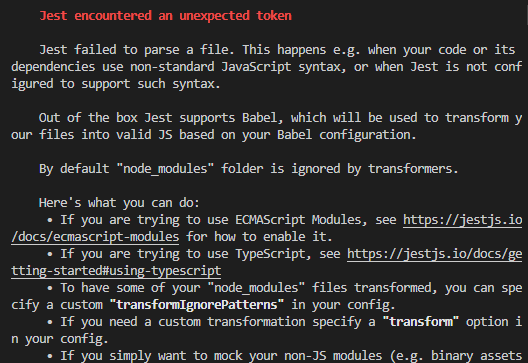 Jest encountered an unexpected token
Jest failed to parse a file. This happens e.g. when your code or its
dependencies use non-standard JavaScript syntax, or when Jest is not conf
igured to support such syntax.
Out of the box Jest supports Babel, which will be used to transform y
our files into valid JS based on your Babel configuration.
By default "node_modules" folder is ignored by transformers.
Here's what you can do:
• If you are trying to use ECMAScript Modules, see https://jestjs.io
/docs/ecmascript-modules for how to enable it.
• If you are trying to use TypeScript, see https://jestjs.io/docs/ge
tting-started#using-typescript
• To have some of your "node_modules" files transformed, you can spe
cify a custom "transformIgnorePatterns" in your config.
• If you need a custom transformation specify a "transform" option i
n your config.
• If you simply want to mock your non-JS modules (e.g. binary assets